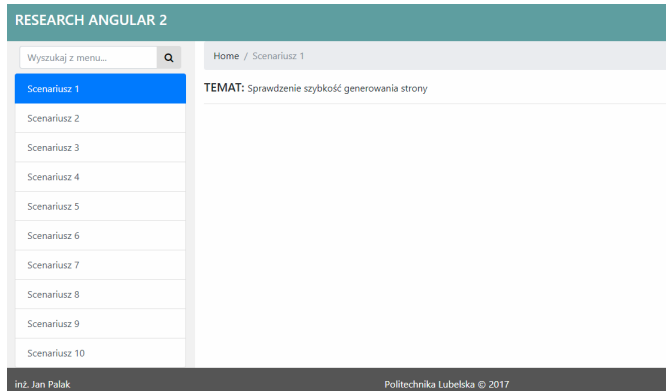 RESEARCH ANGULAR 2
Wyszukaj z menu...
Home / Scenariusz 1
TEMAT: Sprawdzenie szybkość generowania strony
Scenariusz 1
Scenariusz 2
Scenariusz 3
Scenariusz 4
Scenariusz 5
Scenariusz 6
Scenariusz 7
Scenariusz 8
Scenariusz 9
Scenariusz 10
inż. Jan Palak
Politechnika Lubelska © 2017